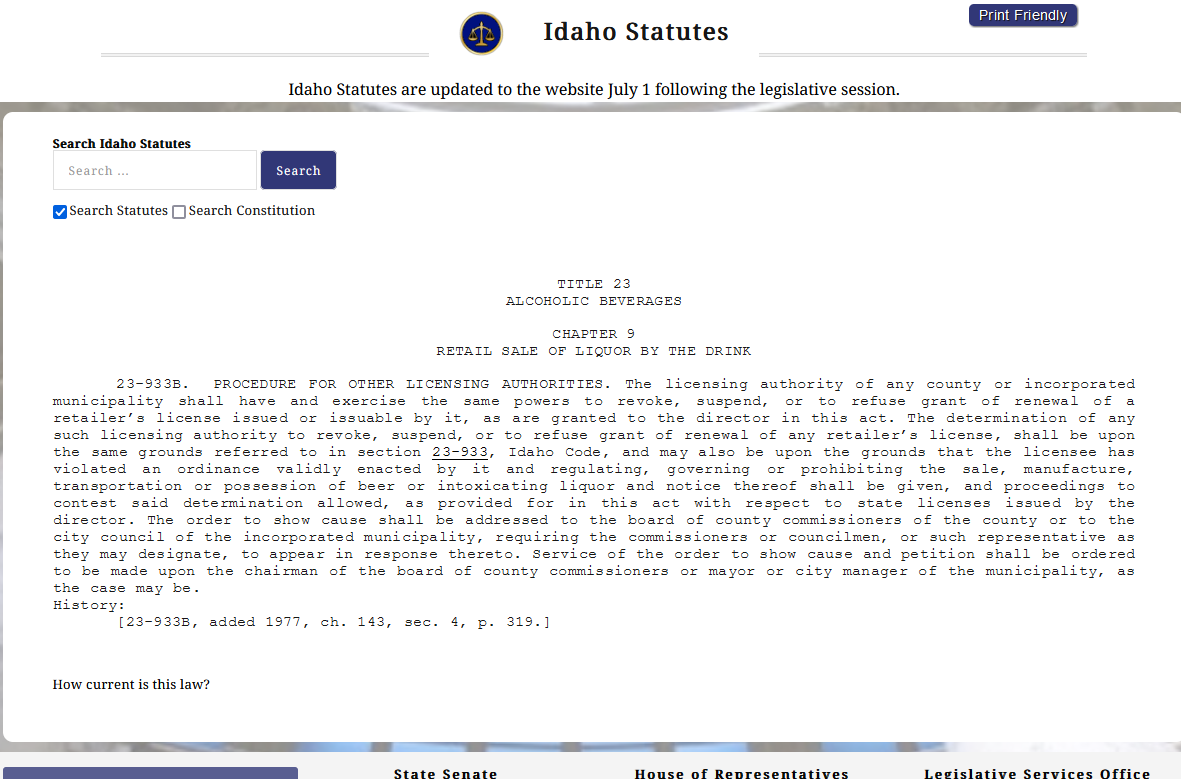 Idaho Statutes
Print Friendly
Idaho Statutes are updated to the website July 1 following the legislative session.
Search Idaho Statutes
Search ...
Search
Search Statutes Search Constitution
TITLE 23
ALCOHOLIC BEVERAGES
CHAPTER 9
RETAIL SALE OF LIQUOR BY THE DRINK
23-933B. PROCEDURE FOR OTHER LICENSING AUTHORITIES. The licensing authority of any county or incorporated
municipality shall have and exercise the same powers to revoke, suspend, or to refuse grant of renewal of a
retailer’s license issued or issuable by it, as are granted to the director in this act. The determination of any
such licensing authority to revoke, suspend, or to refuse grant of renewal of any retailer’s license, shall be upon
the same grounds referred to in section 23-933, Idaho Code, and may also be upon the grounds that the licensee has
violated an ordinance validly enacted by it and regulating, governing or prohibiting the sale, manufacture,
transportation or possession of beer or intoxicating liquor and notice thereof shall be given, and proceedings to
contest said determination allowed, as provided for in this act with respect to state licenses issued by the
director. The order to show cause shall be addressed to the board of county commissioners of the county or to the
city council of the incorporated municipality, requiring the commissioners or councilmen, or such representative as
they may designate, to appear in response thereto. Service of the order to show cause and petition shall be ordered
to be made upon the chairman of the board of county commissioners or mayor or city manager of the municipality, as
the case may be.
History:
[23-933B, added 1977, ch. 143, sec. 4, p. 319.]
How current is this law?
State Senate
House of Representatives
Legislative Services Office